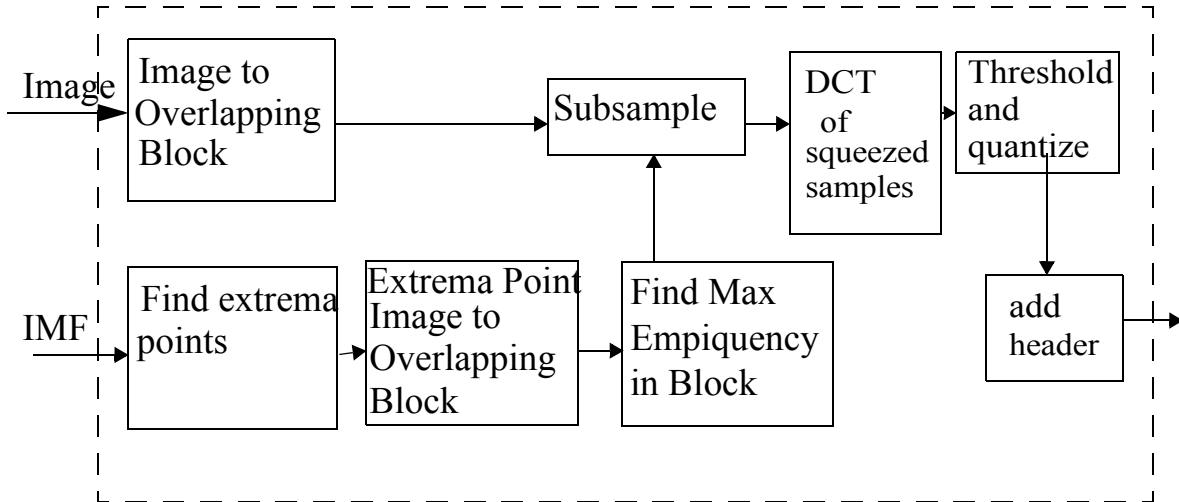 Image
Image to
Overlapping
Block
Subsample
DCT
of
squeezed
samples
Threshold
and
quantize
IMF
Find extrema
points
Extrema Point
Image to
Overlapping
Block
Find Max
Empiquency
in Block
add
header